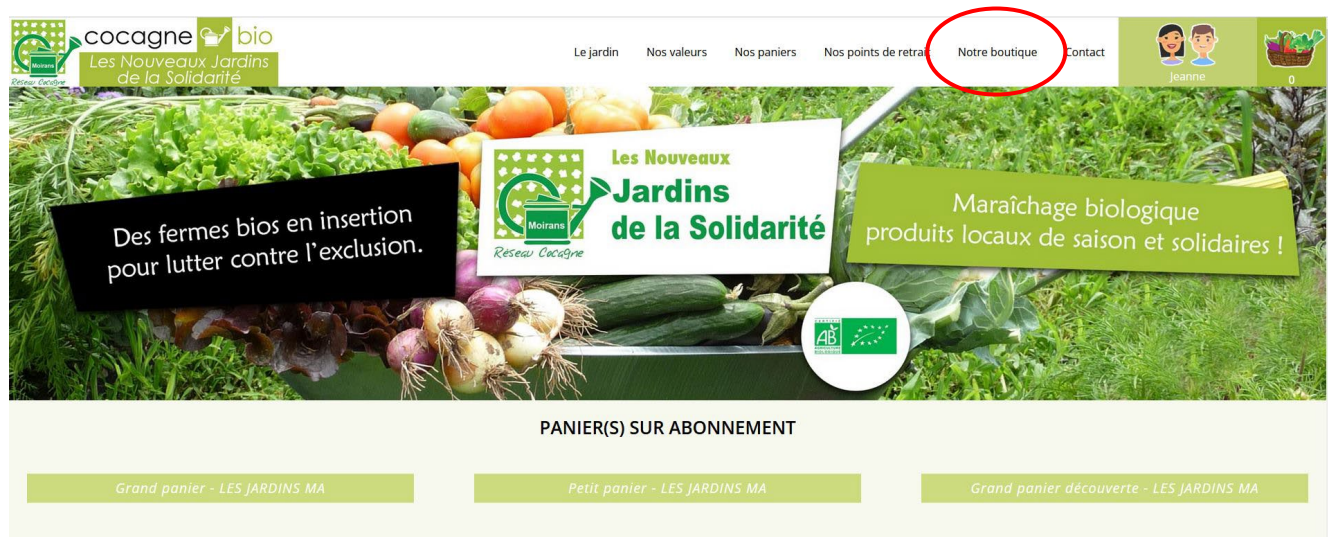 cocagne bio
Les Nouveaux Jardins
de la Solidarité
Moirans
Réseau Cocagne
Le jardin
Nos valeurs
Nos paniers
Nos points de retrait
Notre boutique
Contact
Jeanne
0
Des fermes bios en insertion
pour lutter contre l'exclusion.
Les Nouveaux
Jardins
de la Solidarité
Moirans
Réseau Cocagne
Maraîchage biologique
produits locaux de saison et solidaires !
AB
AGRICULTURE
BIOLOGIQUE
PANIER(S) SUR ABONNEMENT
Grand panier - LES JARDINS MA
Petit panier - LES JARDINS MA
Grand panier découverte - LES JARDINS MA